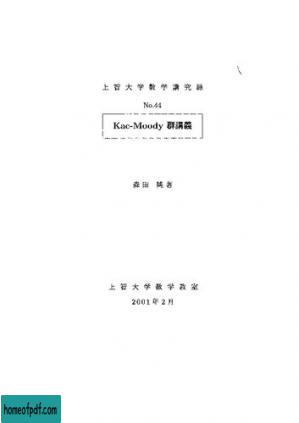 上智大学数学講究録
No.44
Kac-Moody 群講義
森田 純著
上智大学数学教室
2001年2月
homeofpdf.com